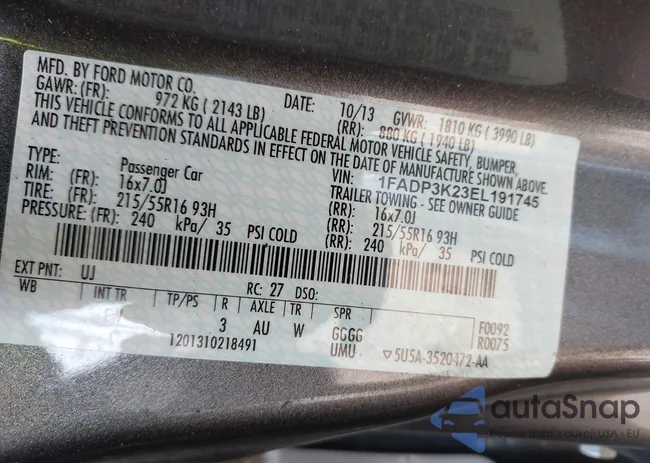 MFD. BY FORD MOTOR CO.
DATE: 10/13 GVWR: 1810 KG ( 3990 LB)
GAWR: (FR): 972 KG ( 2143 LB) (RR): 880 KG ( 1940 LB)
THIS VEHICLE CONFORMS TO ALL APPLICABLE FEDERAL MOTOR VEHICLE SAFETY, BUMPER,
AND THEFT PREVENTION STANDARDS IN EFFECT ON THE DATE OF MANUFACTURE SHOWN ABOVE.
VIN: 1FADP3K23EL191745
TYPE: Passenger Car TRAILER TOWING - SEE OWNER GUIDE
RIM: (FR): 16x7.0J (RR): 16x7.0J
TIRE: (FR): 215/55R16 93H (RR): 215/55R16 93H
PRESSURE: (FR): 240 kPa/ 35 PSI COLD (RR): 240 kPa/ 35 PSI COLD
EXT PNT: UJ RC: 27 DSO:
WB INT TR TP/PS R AXLE TR SPR
3 AU W GGGG F0092
1201310218491 UMU R0075
5U5A-3520472-AA
autoSnap
USA i EU